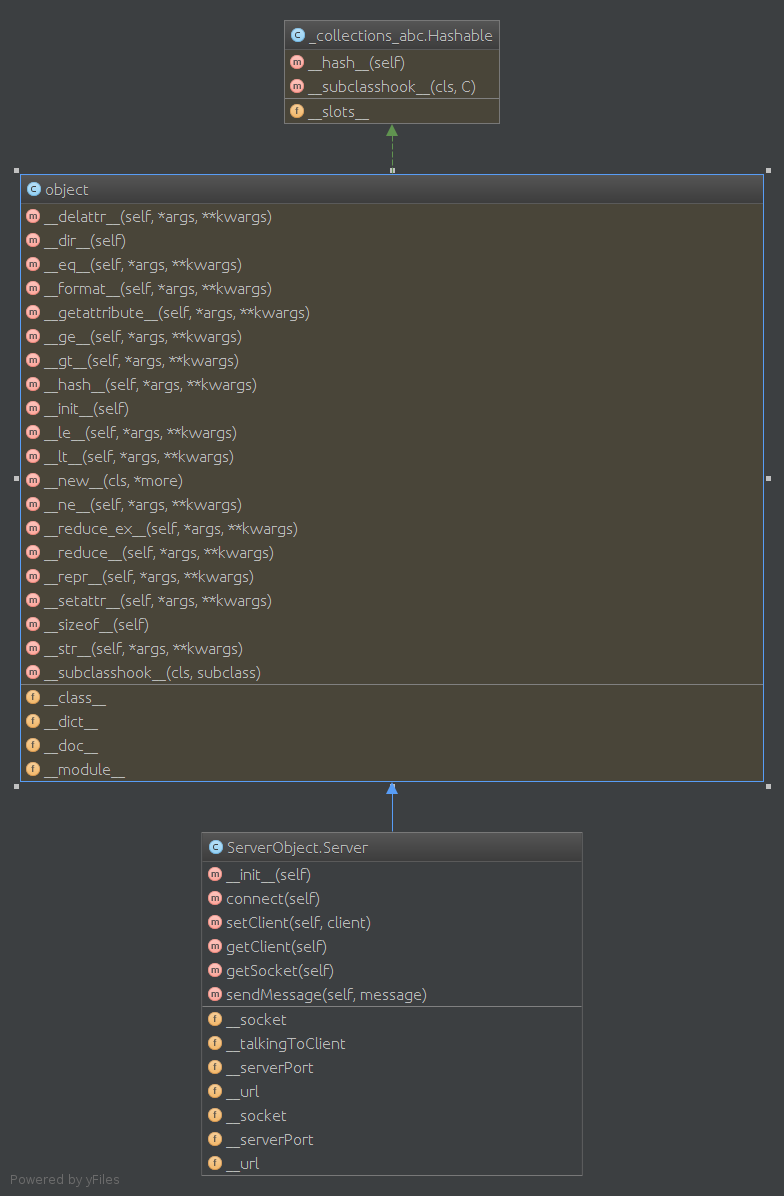 C _collections_abc.Hashable
m __hash__(self)
m __subclasshook__(cls, C)
f __slots__
C object
m __delattr__(self, *args, **kwargs)
m __dir__(self)
m __eq__(self, *args, **kwargs)
m __format__(self, *args, **kwargs)
m __getattribute__(self, *args, **kwargs)
m __ge__(self, *args, **kwargs)
m __gt__(self, *args, **kwargs)
m __hash__(self, *args, **kwargs)
m __init__(self)
m __le__(self, *args, **kwargs)
m __lt__(self, *args, **kwargs)
m __new__(cls, *more)
m __ne__(self, *args, **kwargs)
m __reduce_ex__(self, *args, **kwargs)
m __reduce__(self, *args, **kwargs)
m __repr__(self, *args, **kwargs)
m __setattr__(self, *args, **kwargs)
m __sizeof__(self)
m __str__(self, *args, **kwargs)
m __subclasshook__(cls, subclass)
f __class__
f __dict__
f __doc__
f __module__
C ServerObject.Server
m __init__(self)
m connect(self)
m setClient(self, client)
m getClient(self)
m getSocket(self)
m sendMessage(self, message)
f __socket
f __talkingToClient
f __serverPort
f __url
f __socket
f __serverPort
f __url
Powered by yFiles